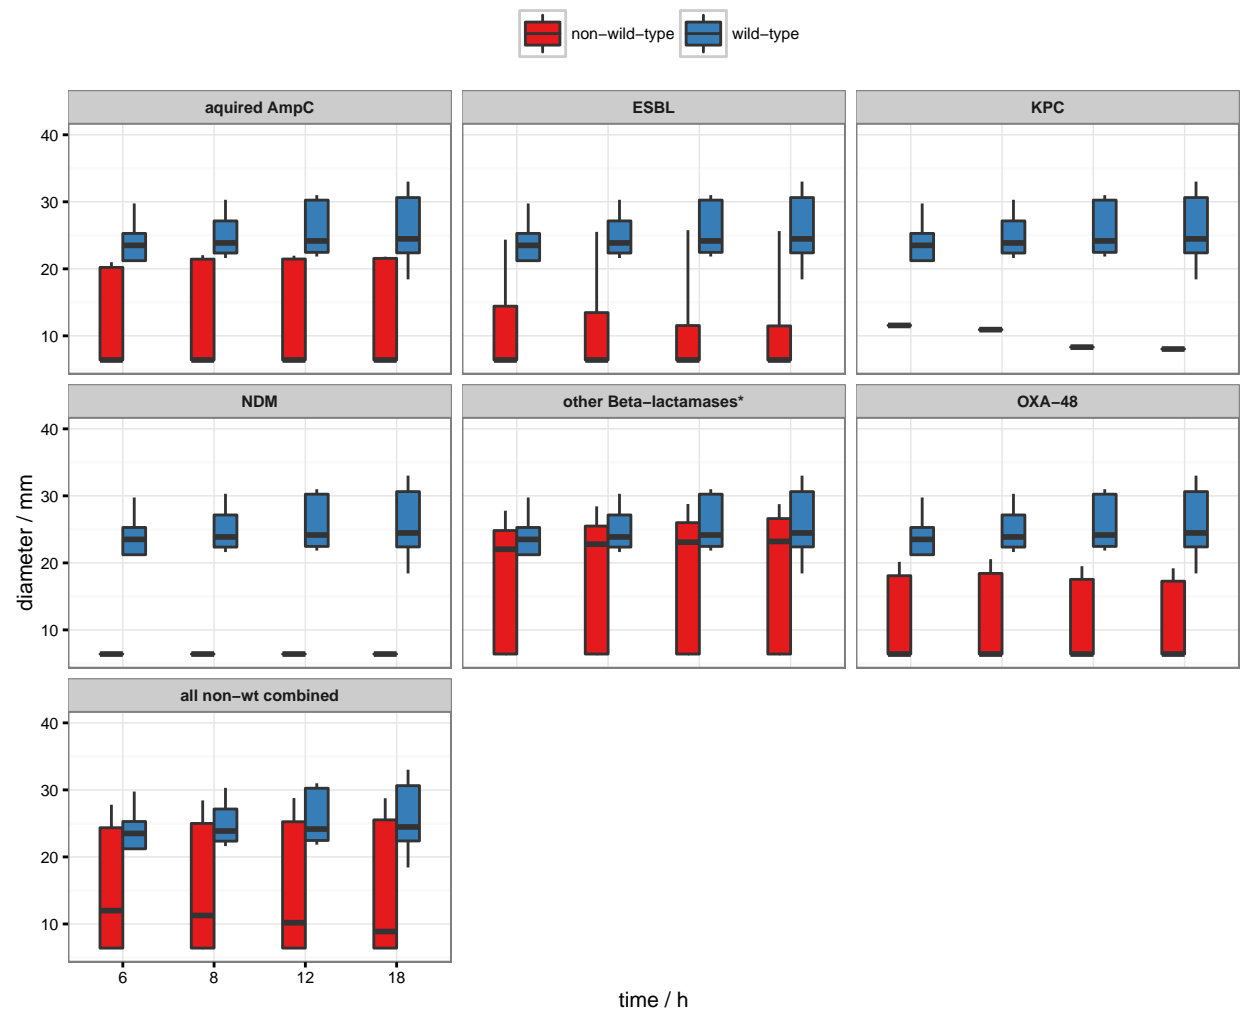 non−wild−type wild−type
aquired AmpC ESBL KPC
40
30
20
10
NDM other Beta−lactamases* OXA−48
40
30
20
10
diameter / mm
all non−wt combined
40
30
20
10
6 8 12 18
time / h